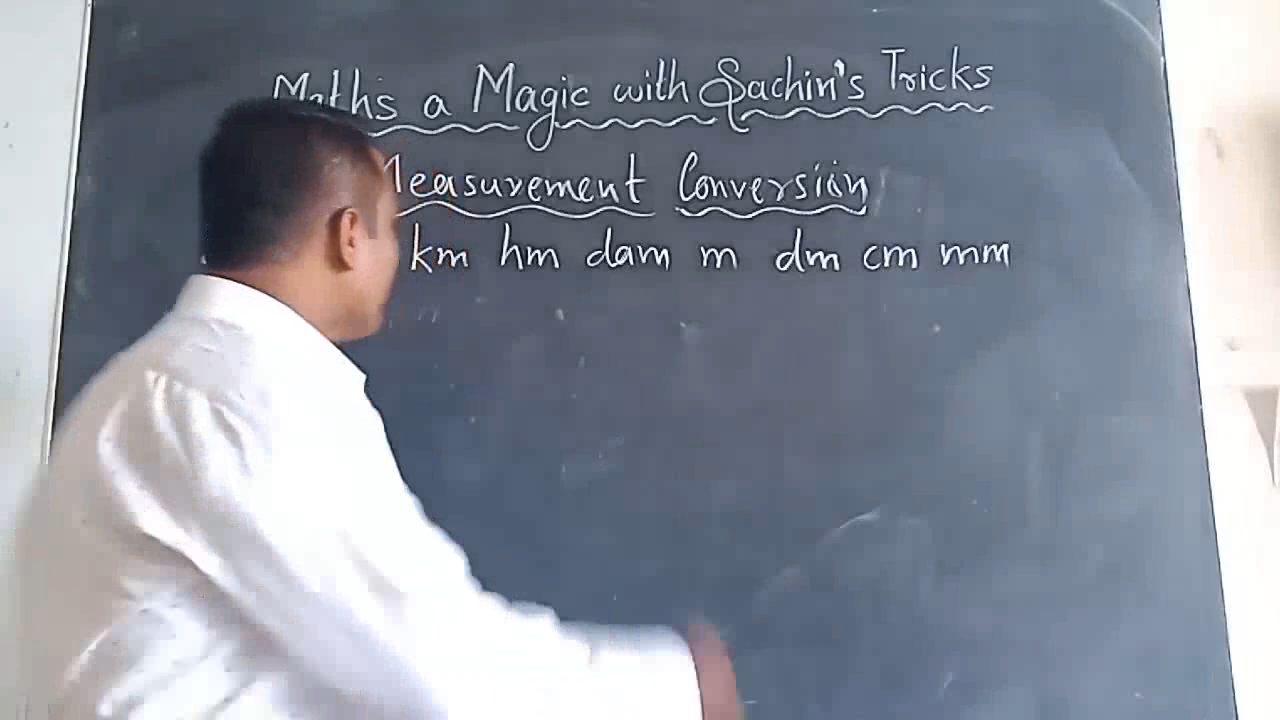 Maths a Magic with Sachin's Tricks
Measurement Conversion
km hm dam m dm cm mm